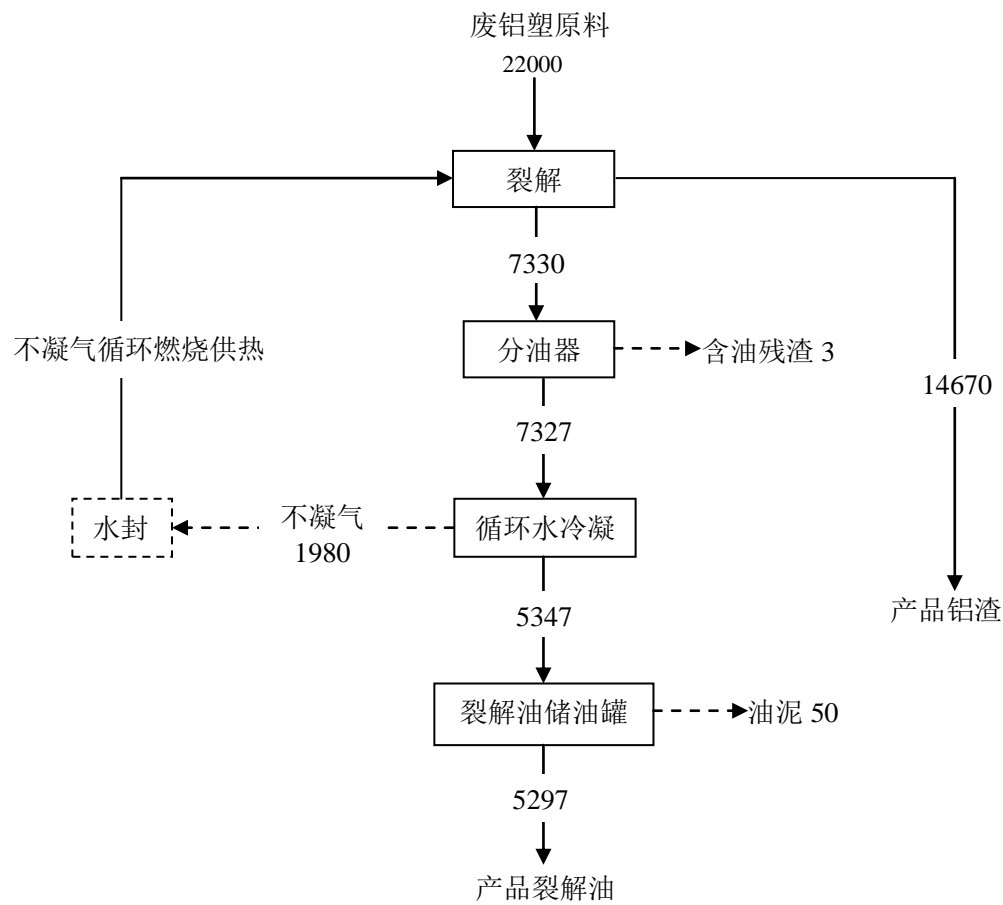 废铝塑原料
22000
裂解
7330
不凝气循环燃烧供热
分油器
含油残渣 3
14670
7327
水封
不凝气
1980
循环水冷凝
产品铝渣
5347
裂解油储油罐
油泥 50
5297
产品裂解油